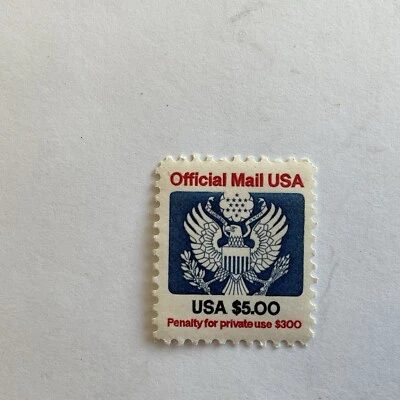 Official Mail USA
USA $5.00
Penalty for private use $300